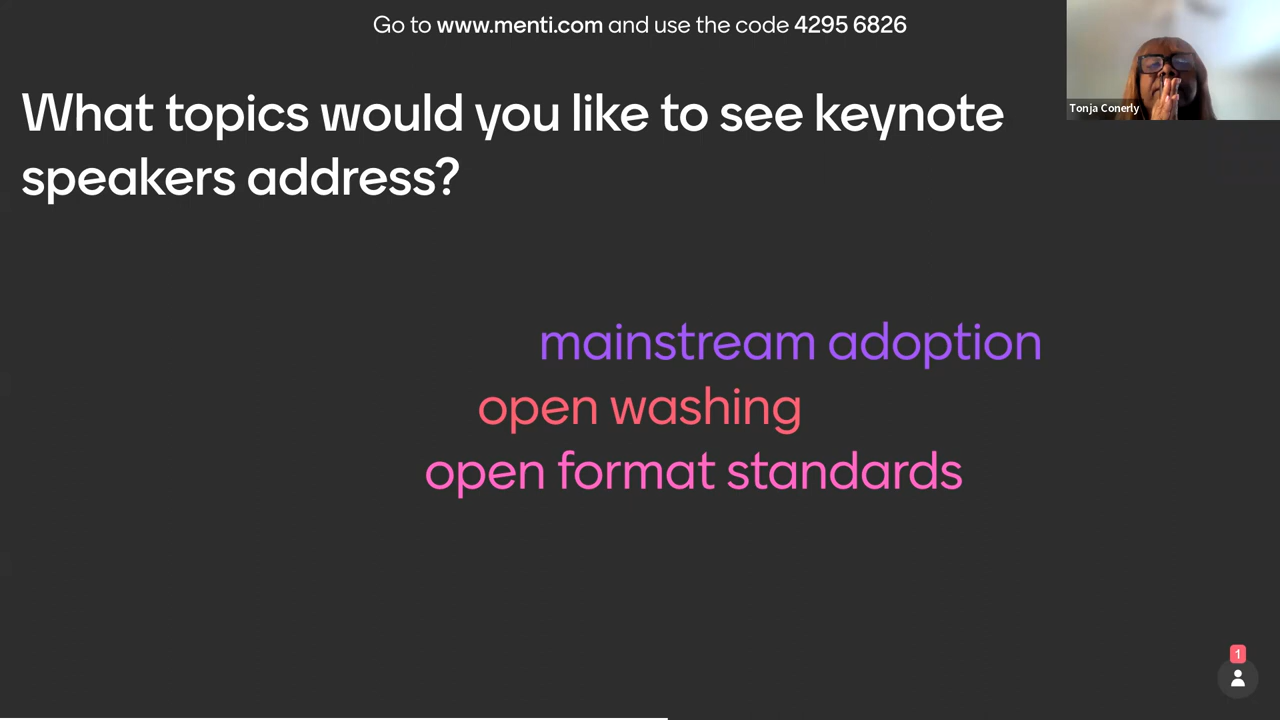 Go to www.menti.com and use the code 4295 6826
Tonja Conerly
What topics would you like to see keynote
speakers address?
mainstream adoption
open washing
open format standards
1